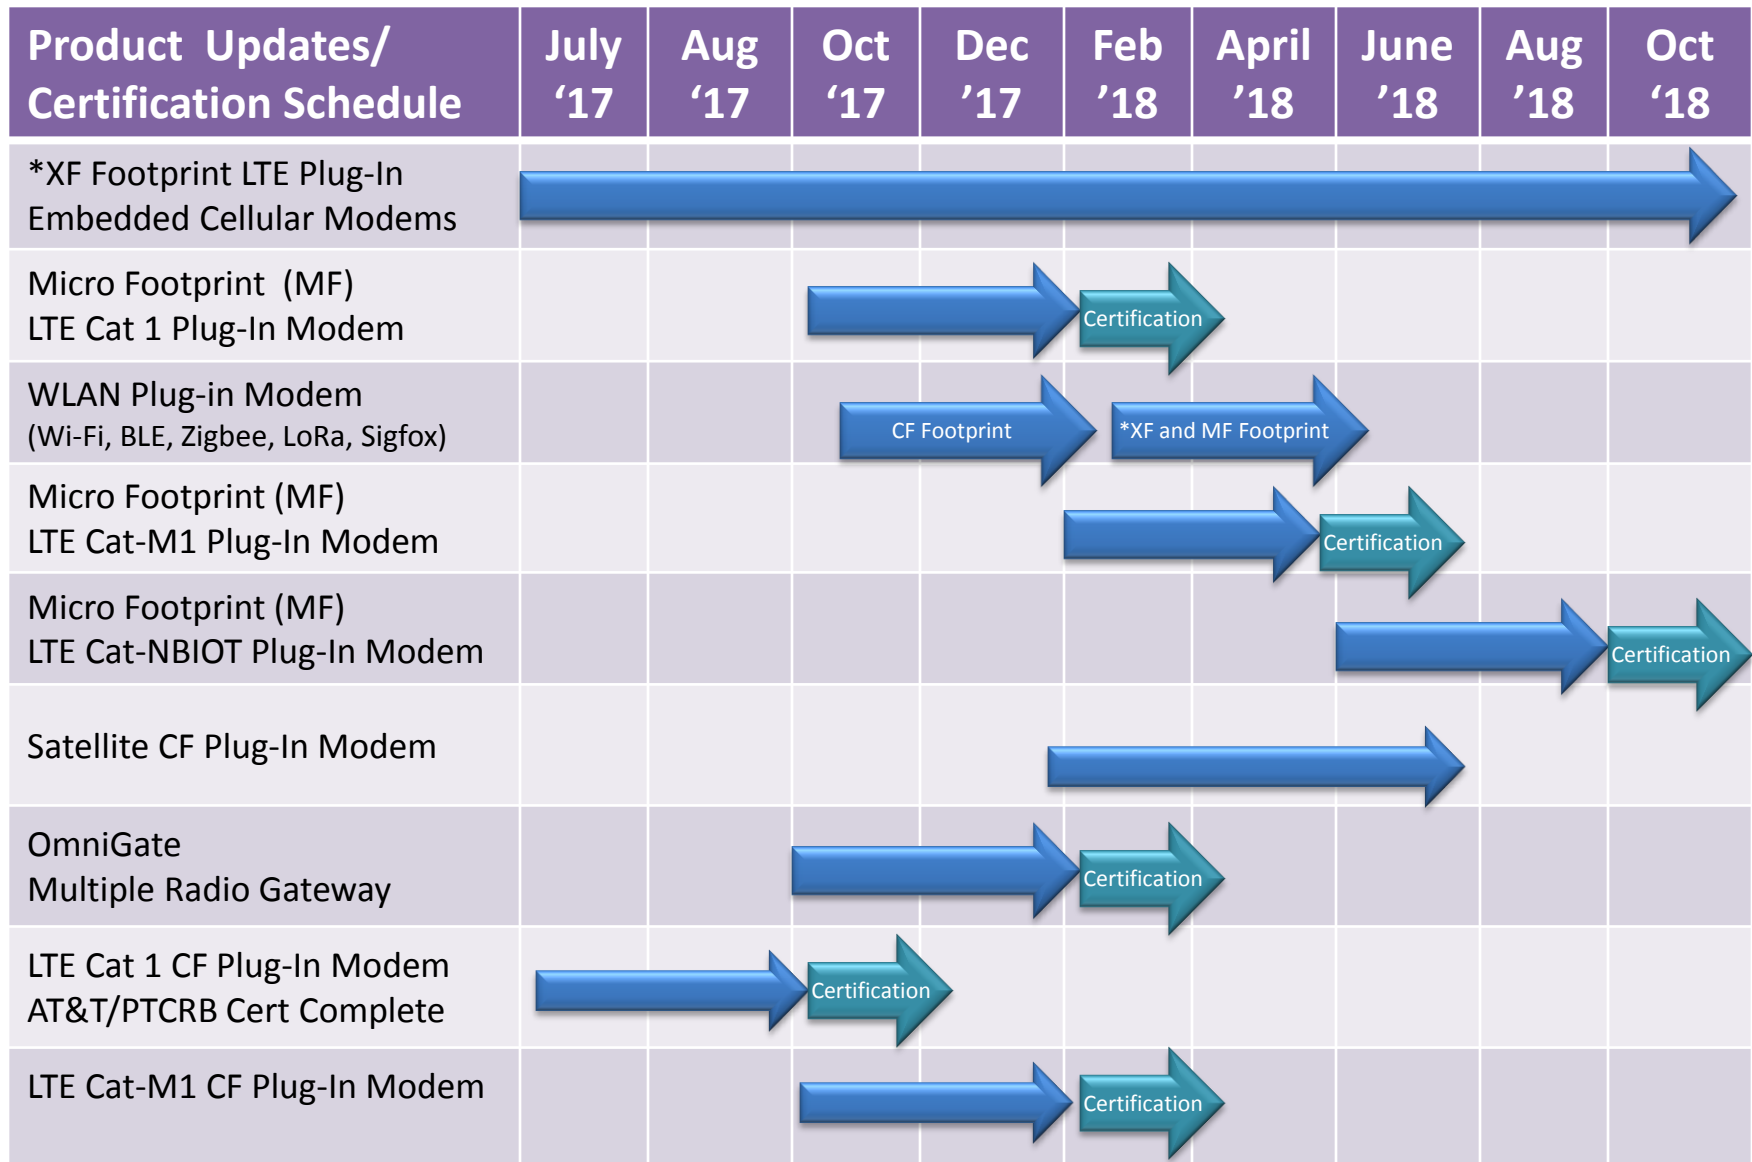 Product Updates/
Certification Schedule
July
‘17
Aug
‘17
Oct
‘17
Dec
’17
Feb
’18
April
’18
June
’18
Aug
’18
Oct
‘18
*XF Footprint LTE Plug-In
Embedded Cellular Modems
Micro Footprint (MF)
LTE Cat 1 Plug-In Modem
Certification
WLAN Plug-in Modem
(Wi-Fi, BLE, Zigbee, LoRa, Sigfox)
CF Footprint
*XF and MF Footprint
Micro Footprint (MF)
LTE Cat-M1 Plug-In Modem
Certification
Micro Footprint (MF)
LTE Cat-NBIOT Plug-In Modem
Certification
Satellite CF Plug-In Modem
OmniGate
Multiple Radio Gateway
Certification
LTE Cat 1 CF Plug-In Modem
AT&T/PTCRB Cert Complete
Certification
LTE Cat-M1 CF Plug-In Modem
Certification